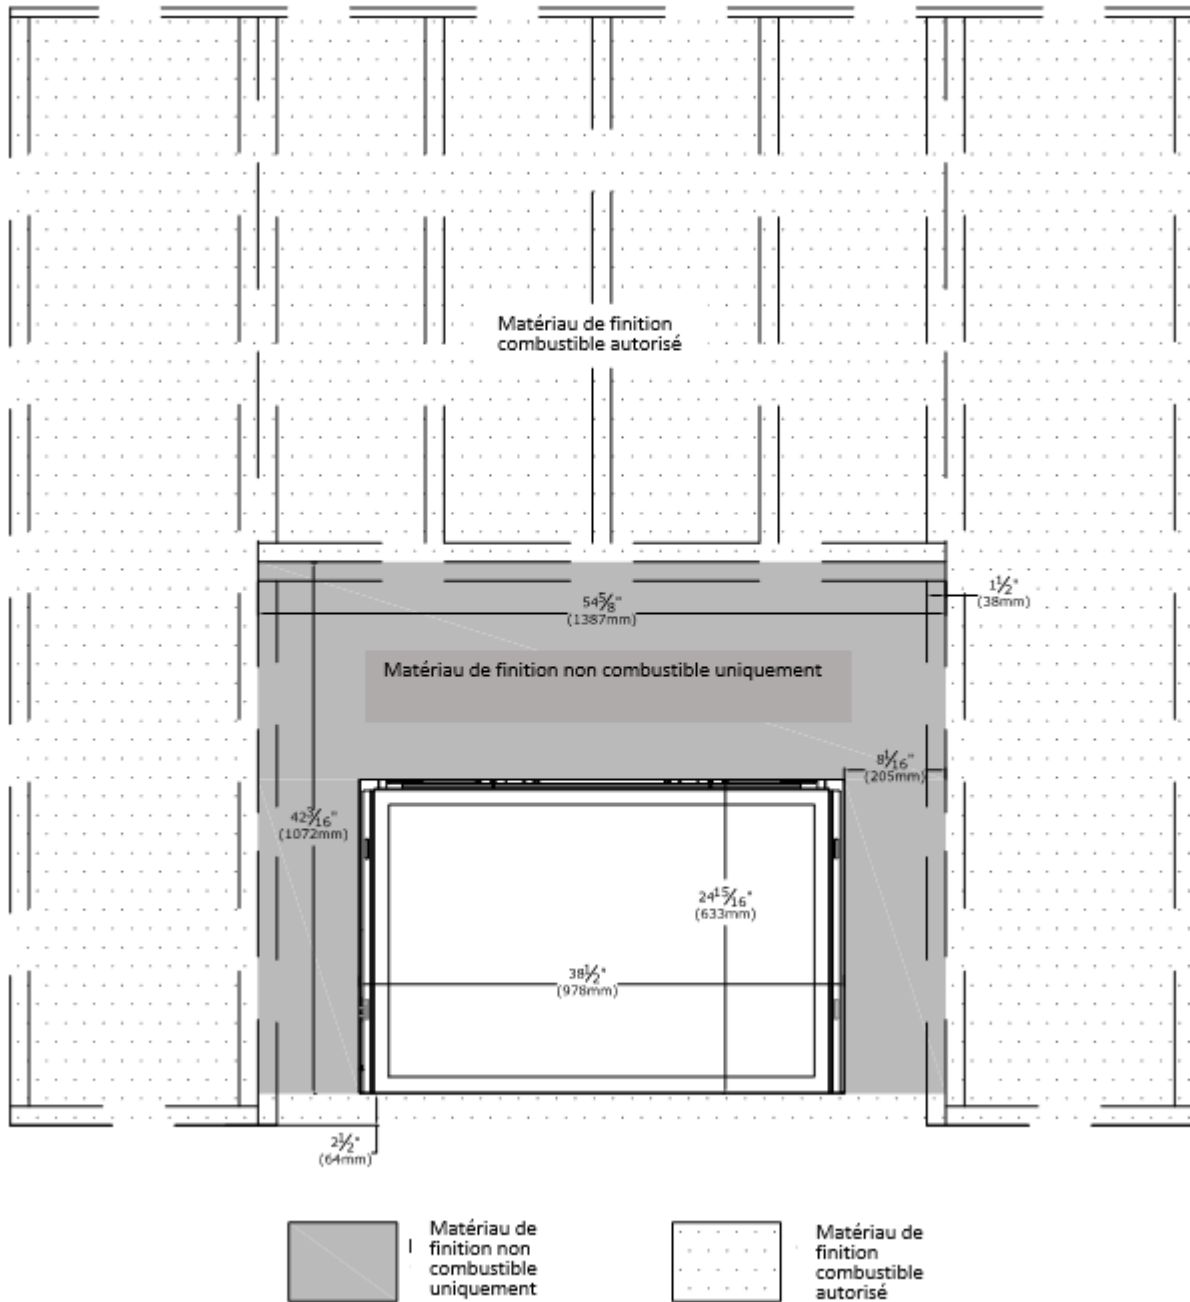 Matériau de finition
combustible autorisé
1½"
(38mm)
54⅝"
(1387mm)
Matériau de finition non combustible uniquement
8¹⁄₁₆"
(205mm)
42³⁄₁₆"
(1072mm)
24¹⁵⁄₁₆"
(633mm)
38½"
(978mm)
2½"
(64mm)
Matériau de
finition non
combustible
uniquement
Matériau de
finition
combustible
autorisé